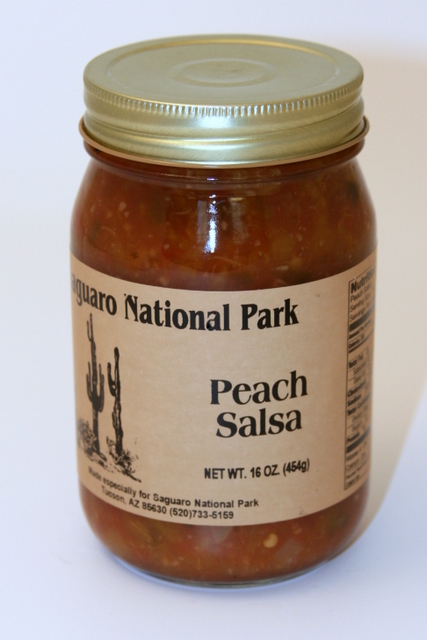 aguaro National Park
Peach
Salsa
NET WT. 16 OZ. (454g)
Made especially for Saguaro National Park
Tucson, AZ 85630 (520)733-5159